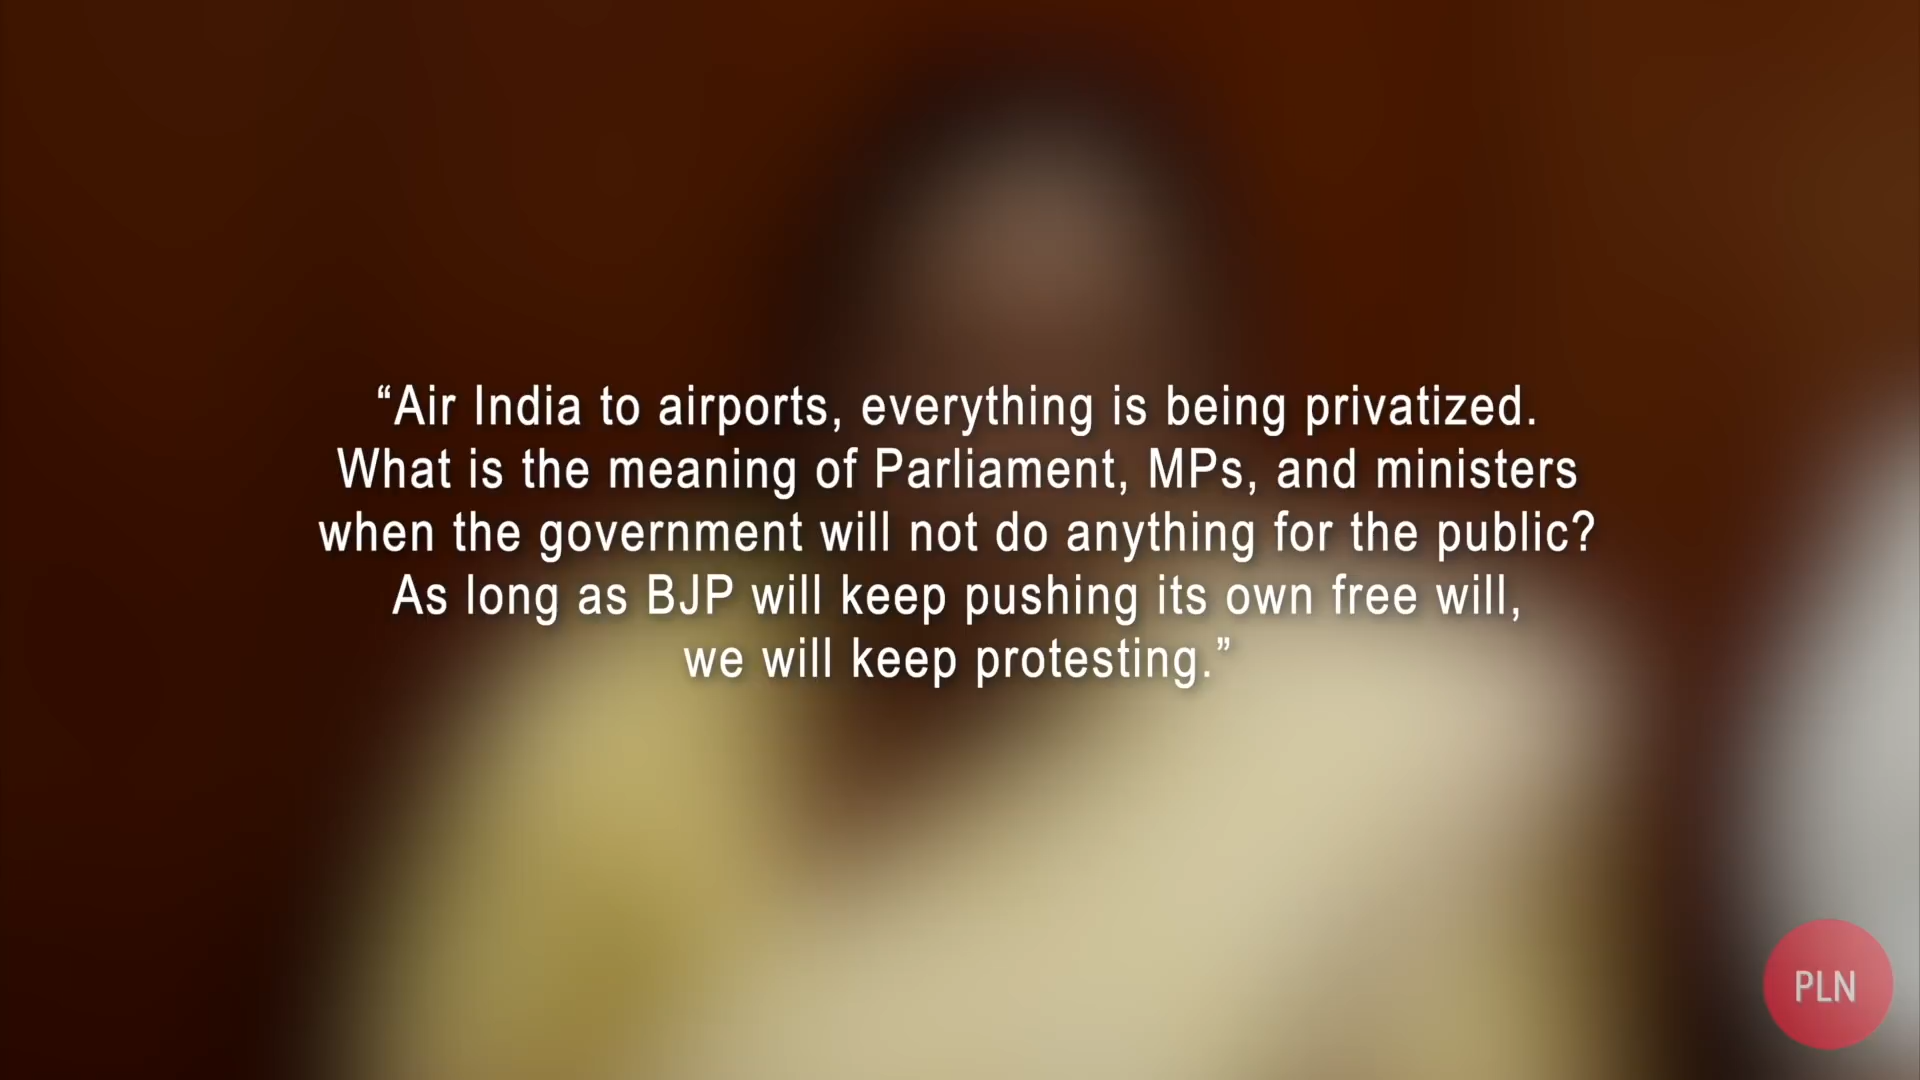 “Air India to airports, everything is being privatized.
What is the meaning of Parliament, MPs, and ministers
when the government will not do anything for the public?
As long as BJP will keep pushing its own free will,
we will keep protesting.”
PLN